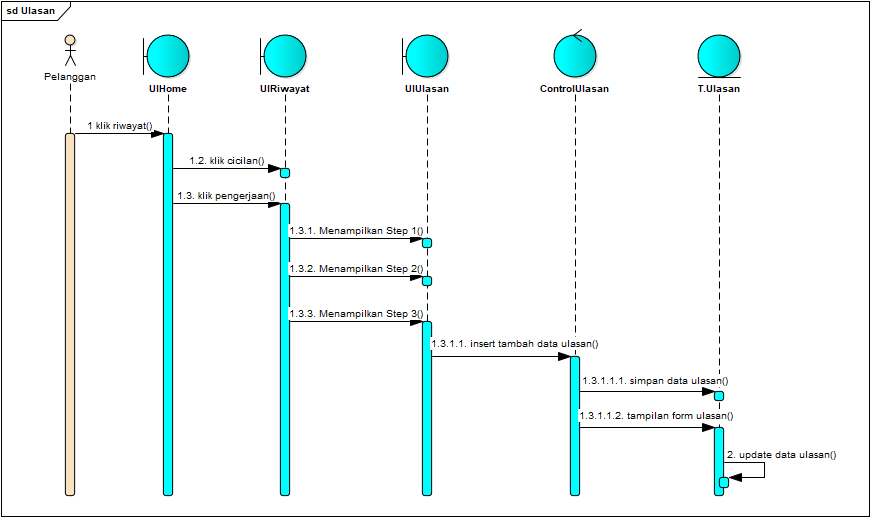 sd Ulasan
Pelanggan
UIHome
UIRiwayat
UIUlasan
ControlUlasan
T.Ulasan
1 klik riwayat()
1.2. klik cicilan()
1.3. klik pengerjaan()
1.3.1. Menampilkan Step 1()
1.3.2. Menampilkan Step 2()
1.3.3. Menampilkan Step 3()
1.3.1.1. insert tambah data ulasan()
1.3.1.1.1. simpan data ulasan()
1.3.1.1.2. tampilan form ulasan()
2. update data ulasan()